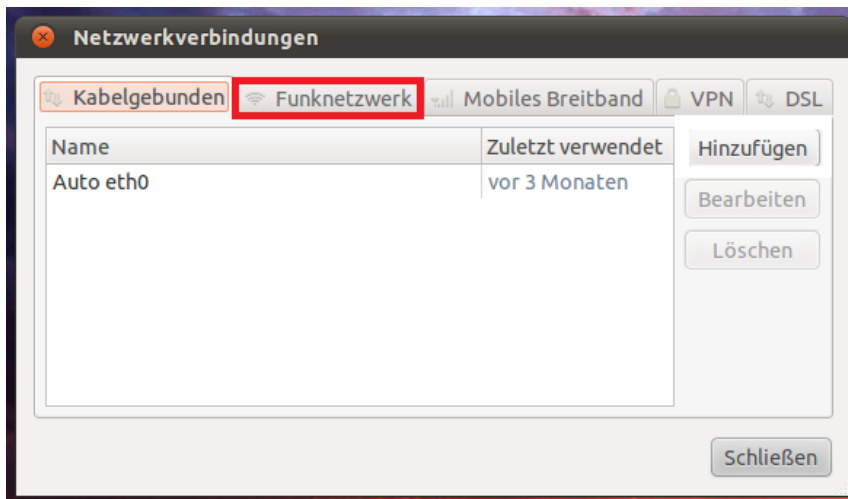 Netzwerkverbindungen
Kabelgebunden Funknetzwerk Mobiles Breitband VPN DSL
Name Zuletzt verwendet Hinzufügen
Auto eth0 vor 3 Monaten
Bearbeiten
Löschen
Schließen